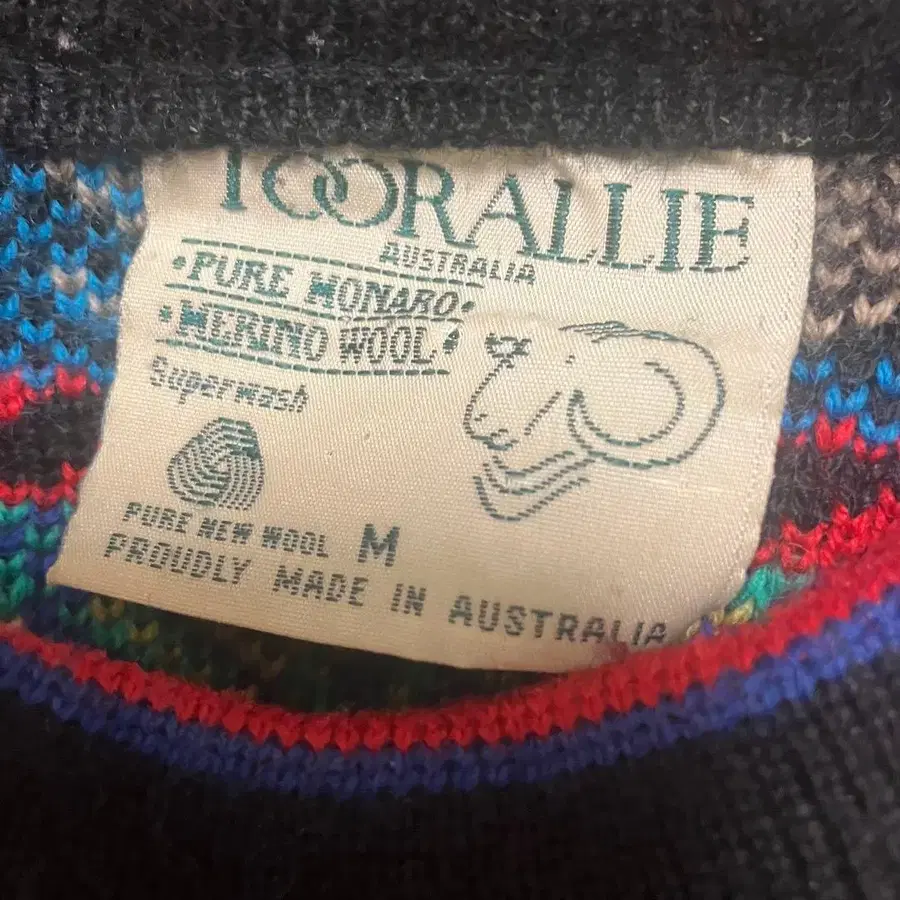 TOORALLIE
AUSTRALIA
•PURE MONARO•
•MERINO WOOL•
Superwash
PURE NEW WOOL M
PROUDLY MADE IN AUSTRALIA